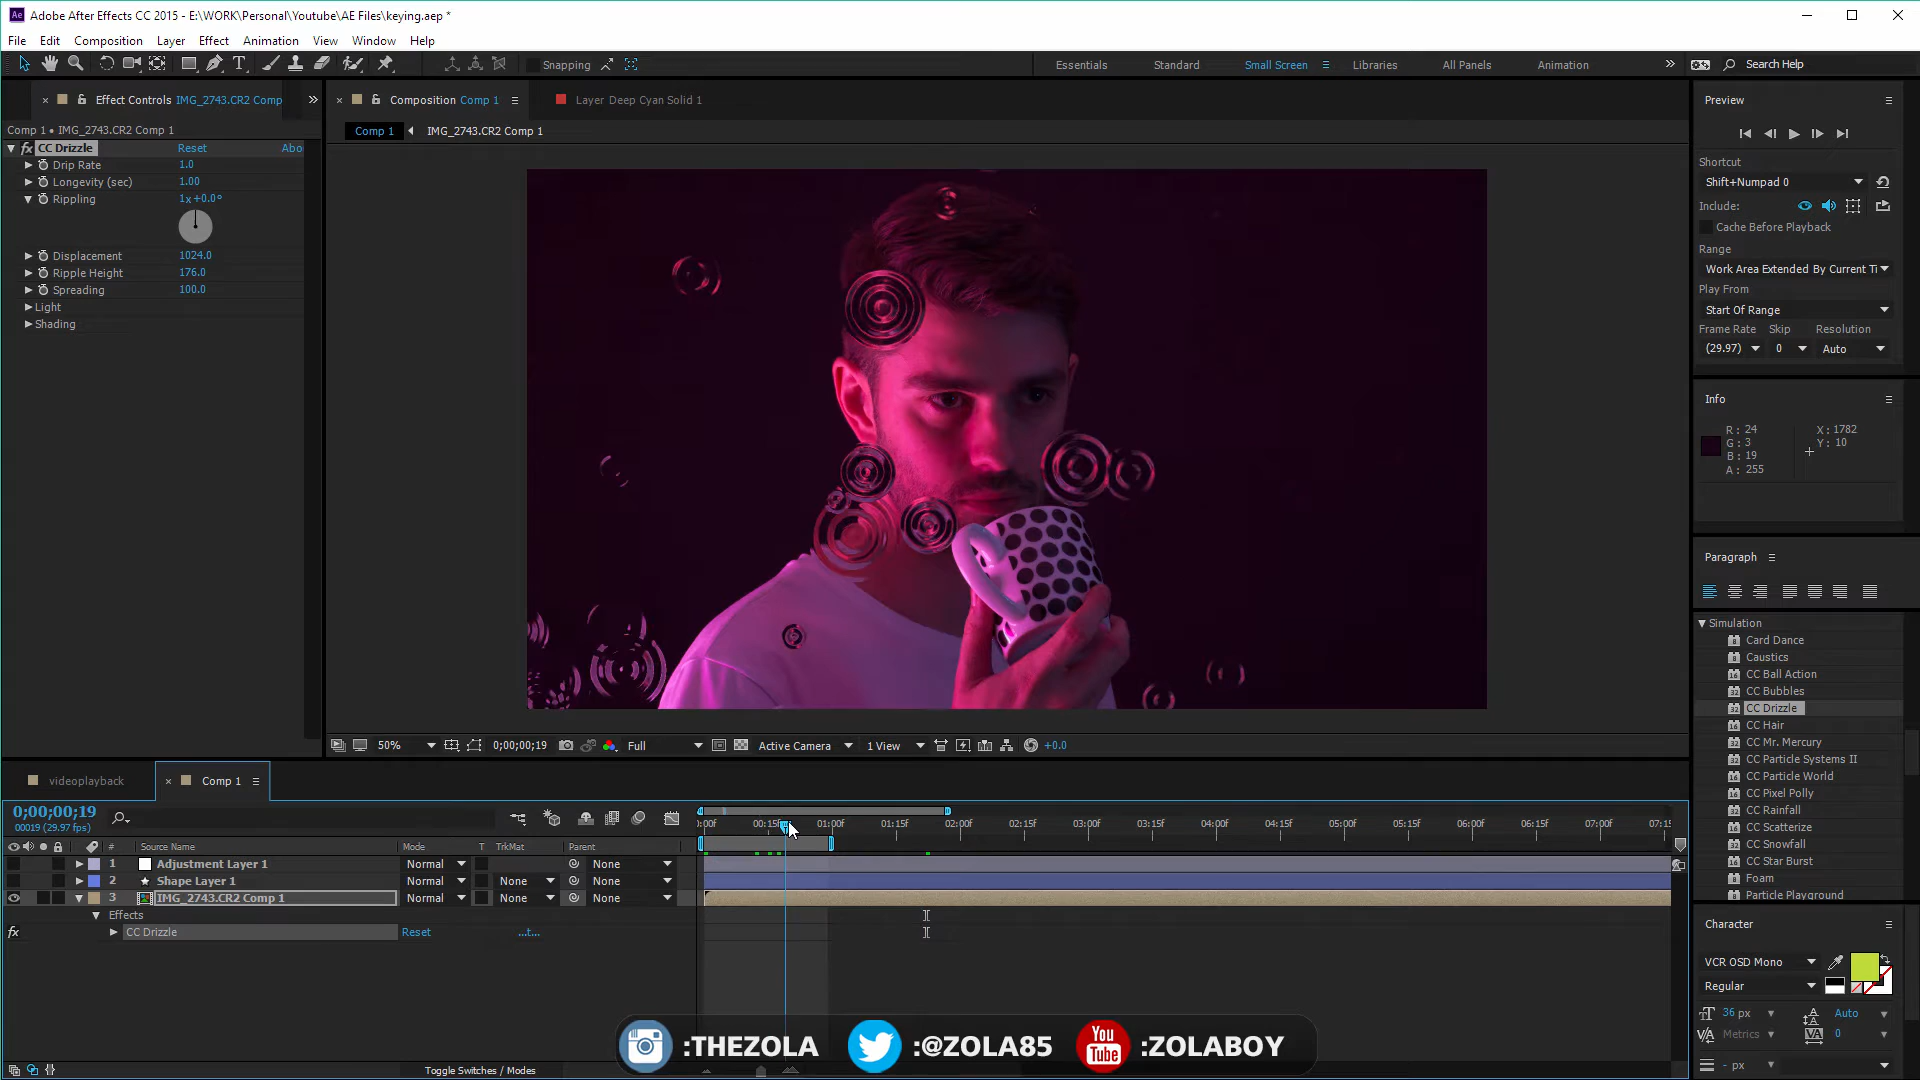 Ae Adobe After Effects CC 2015 - E:\WORK\Personal\Youtube\AE Files\keying.aep *
File Edit Composition Layer Effect Animation View Window Help
Snapping Essentials Standard Small Screen Libraries All Panels Animation Search Help
Effect Controls IMG_2743.CR2 Comp
Composition Comp 1
Layer Deep Cyan Solid 1
Preview
Comp 1 • IMG_2743.CR2 Comp 1
Comp 1 IMG_2743.CR2 Comp 1
fx CC Drizzle Reset Abo
Drip Rate 1.0
Longevity (sec) 1.00
Rippling 1x+0.0°
Displacement 1024.0
Ripple Height 176.0
Spreading 100.0
Light
Shading
Shortcut
Shift+Numpad 0
Include:
Cache Before Playback
Range
Work Area Extended By Current Ti
Play From
Start Of Range
Frame Rate Skip Resolution
(29.97) 0 Auto
Info
R: 24 X: 1782
G: 3 Y: 10
B: 19
A: 255
Paragraph
Simulation
Card Dance
Caustics
CC Ball Action
CC Bubbles
CC Drizzle
CC Hair
CC Mr. Mercury
CC Particle Systems II
CC Particle World
CC Pixel Polly
CC Rainfall
CC Scatterize
CC Snowfall
CC Star Burst
Foam
Particle Playground
50% 0;00;00;19 Full Active Camera 1 View +0.0
videoplayback Comp 1
0;00;00;19
00019 (29.97 fps)
:00f 00:15f 01:00f 01:15f 02:00f 02:15f 03:00f 03:15f 04:00f 04:15f 05:00f 05:15f 06:00f 06:15f 07:00f 07:15
# Source Name Mode T TrkMat Parent
1 Adjustment Layer 1 Normal None
2 Shape Layer 1 Normal None None
3 IMG_2743.CR2 Comp 1 Normal None None
Effects
fx CC Drizzle Reset ...t...
Toggle Switches / Modes
Character
VCR OSD Mono
Regular
36 px Auto
Metrics 0
- px
:THEZOLA :@ZOLA85 You Tube :ZOLABOY